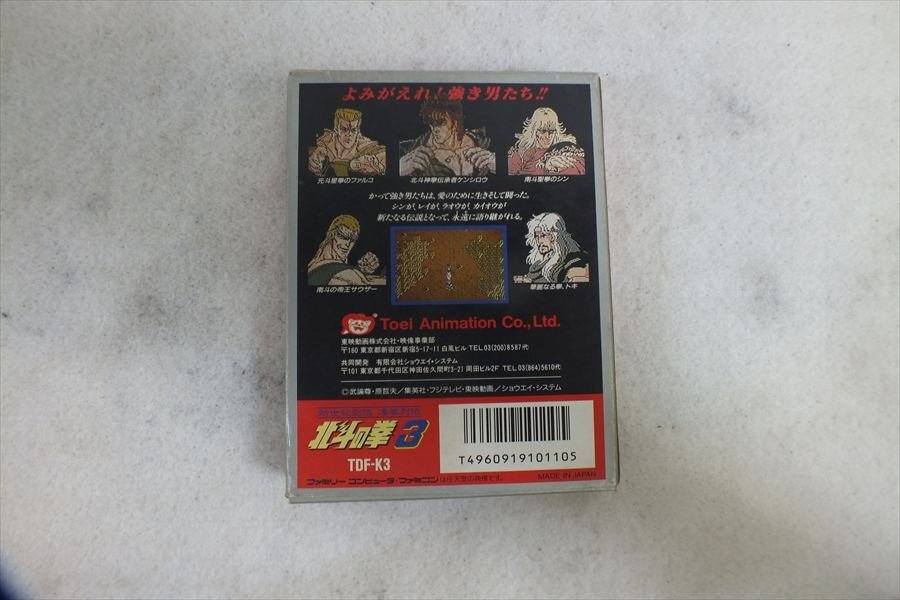 よみがえれ!強き男たち!!
元斗皇拳のファルコ
北斗神拳伝承者ケンシロウ
南斗聖拳のシン
かって強き男たちは、愛のために生きそして闘った。
シンが、レイが、ラオウが、カイオウが
新たなる伝説となって、永遠に語り継がれる。
南斗の帝王サウザー
華麗なる拳、トキ
Toei Animation Co., Ltd.
東映動画株式会社・映像事業部
〒160 東京都新宿区新宿5-17-11 白鳳ビル TEL.03(200)8587代
共同開発 有限会社ショウエイ・システム
〒101 東京都千代田区神田佐久間町3-21 岡田ビル2F TEL.03(864)5610代
©武論尊・原哲夫/集英社・フジテレビ・東映動画/ショウエイ・システム
新世紀創造 凄拳列伝
北斗の拳3
TDF-K3
T4960919101105
ファミリーコンピュータ・ファミコンは任天堂の商標です。
MADE IN JAPAN